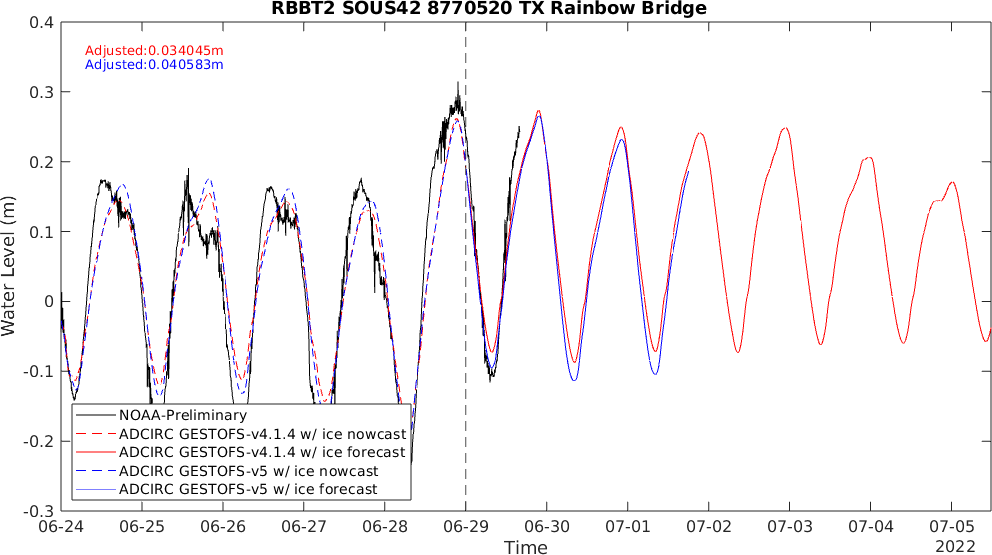 RBBT2 SOUS42 8770520 TX Rainbow Bridge
Adjusted:0.034045m
Adjusted:0.040583m
0.4
0.3
0.2
0.1
0
-0.1
-0.2
-0.3
Water Level (m)
NOAA-Preliminary
ADCIRC GESTOFS-v4.1.4 w/ ice nowcast
ADCIRC GESTOFS-v4.1.4 w/ ice forecast
ADCIRC GESTOFS-v5 w/ ice nowcast
ADCIRC GESTOFS-v5 w/ ice forecast
06-24 06-25 06-26 06-27 06-28 06-29 06-30 07-01 07-02 07-03 07-04 07-05
Time
2022